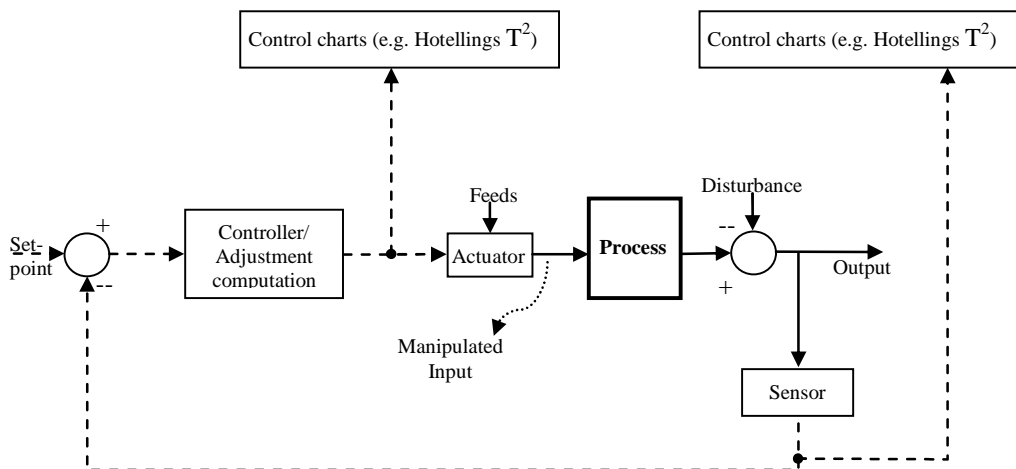 Control charts (e.g. Hotellings T²)
Control charts (e.g. Hotellings T²)
Feeds
Disturbance
Set-
point
+
--
Controller/
Adjustment
computation
Actuator
Process
--
+
Output
Manipulated
Input
Sensor